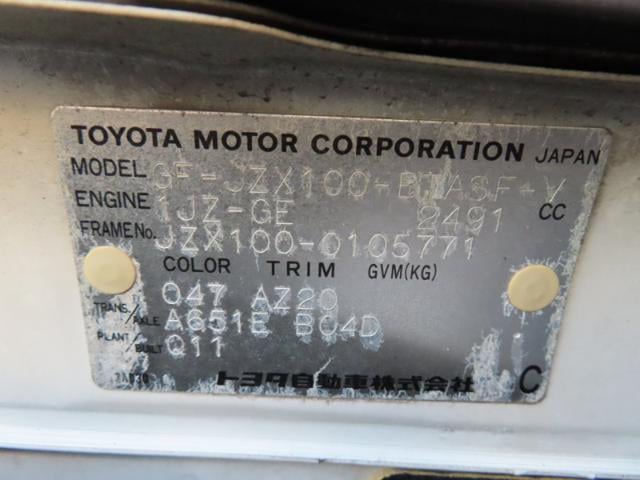 TOYOTA MOTOR CORPORATION JAPAN
MODEL GF-JZX100-BTASF-V
ENGINE 1JZ-GE 2491 CC
FRAME No. JZX100-0105771
COLOR TRIM GVM(KG)
047 AZ20
TRANS./AXLE A651E B04D
PLANT/BUILT Q11
トヨタ自動車株式会社 C